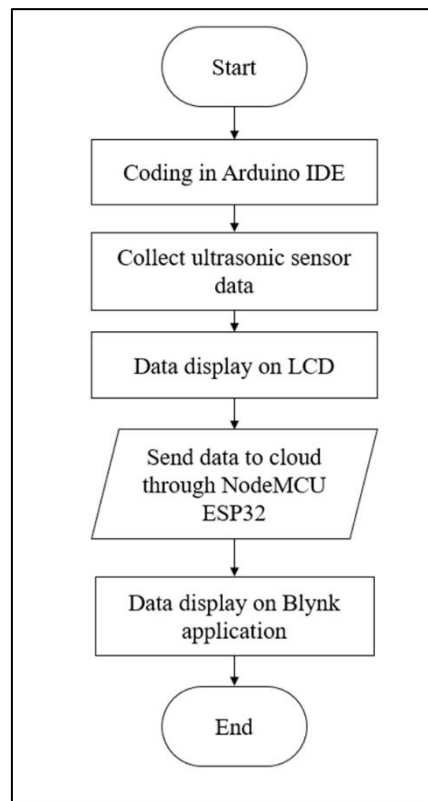 Start
Coding in Arduino IDE
Collect ultrasonic sensor
data
Data display on LCD
Send data to cloud
through NodeMCU
ESP32
Data display on Blynk
application
End